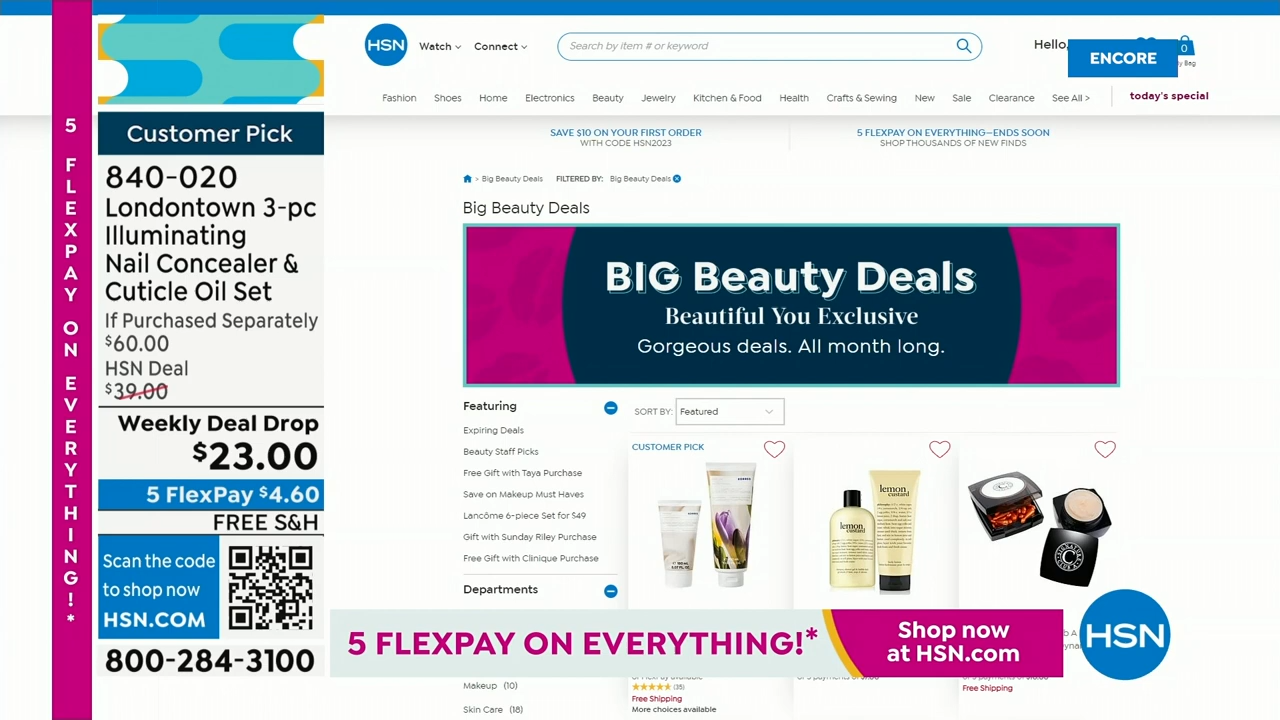 5 FLEXPAY ON EVERYTHING!*
Customer Pick
840-020
Londontown 3-pc
Illuminating
Nail Concealer &
Cuticle Oil Set
If Purchased Separately
$60.00
HSN Deal
$39.00
Weekly Deal Drop
$23.00
5 FlexPay $4.60
FREE S&H
Scan the code
to shop now
HSN.COM
800-284-3100
HSN
Watch
Connect
Search by item # or keyword
Hello,
0
ENCORE
Bag
Fashion Shoes Home Electronics Beauty Jewelry Kitchen & Food Health Crafts & Sewing New Sale Clearance See All > today's special
SAVE $10 ON YOUR FIRST ORDER
WITH CODE HSN2023
5 FLEXPAY ON EVERYTHING—ENDS SOON
SHOP THOUSANDS OF NEW FINDS
> Big Beauty Deals FILTERED BY: Big Beauty Deals
Big Beauty Deals
BIG Beauty Deals
Beautiful You Exclusive
Gorgeous deals. All month long.
Featuring
Expiring Deals
Beauty Staff Picks
Free Gift with Taya Purchase
Save on Makeup Must Haves
Lancôme 6-piece Set for $49
Gift with Sunday Riley Purchase
Free Gift with Clinique Purchase
Departments
Makeup (10)
Skin Care (18)
SORT BY: Featured
CUSTOMER PICK
KORRES
lemon custard
lemon custard
5 FLEXPAY ON EVERYTHING!*
Shop now
at HSN.com
HSN
(35)
Free Shipping
More choices available
Free Shipping